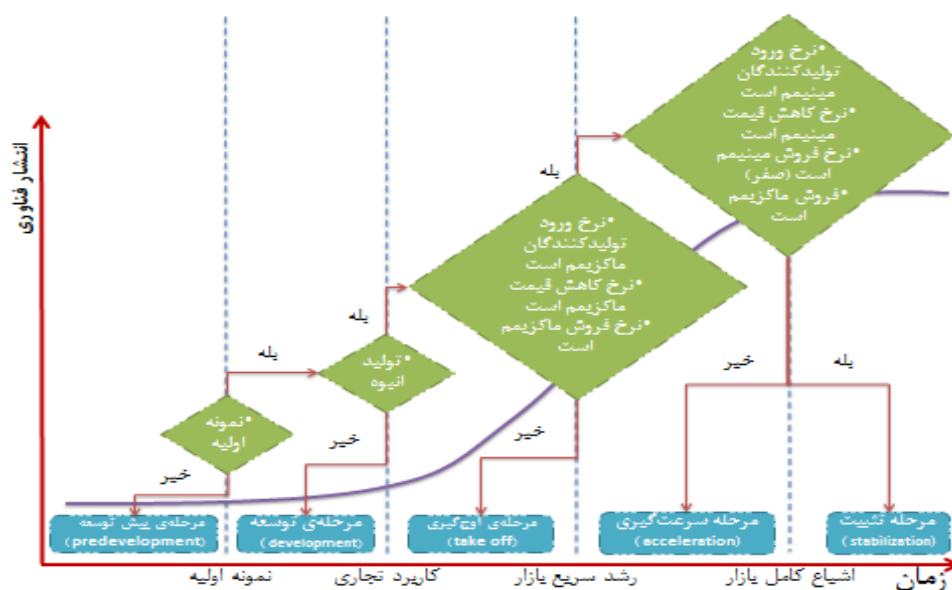 •نرخ ورود
تولیدکنندگان
مینیمم است
•نرخ کاهش قیمت
مینیمم است
•نرخ فروش مینیمم
است (صفر)
•فروش ماکزیمم
است
بله
انتشار فناوری
•نرخ ورود
تولیدکنندگان
ماکزیمم است
•نرخ کاهش قیمت
ماکزیمم است
•نرخ فروش ماکزیمم
است
بله
•تولید
انبوه
بله
•نمونه
اولیه
خیر
خیر
خیر
خیر
بله
مرحله‌ی پیش توسعه
(predevelopment)
مرحله‌ی توسعه
(development)
مرحله‌ی اوج‌گیری
(take off)
مرحله سرعت‌گیری
(acceleration)
مرحله تثبیت
(stabilization)
نمونه اولیه
کاربرد تجاری
رشد سریع بازار
اشباع کامل بازار
زمان